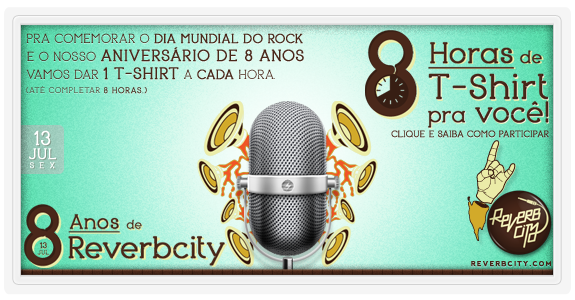 PRA COMEMORAR O DIA MUNDIAL DO ROCK
E O NOSSO ANIVERSÁRIO DE 8 ANOS
VAMOS DAR 1 T-SHIRT A CADA HORA.
(ATÉ COMPLETAR 8 HORAS.)
8 Horas de
T-Shirt
pra você!
CLIQUE E SAIBA COMO PARTICIPAR
13
JUL
SEX
8 Anos de
Reverbcity
13
JUL
REVERB
CITY
REVERBCITY.COM